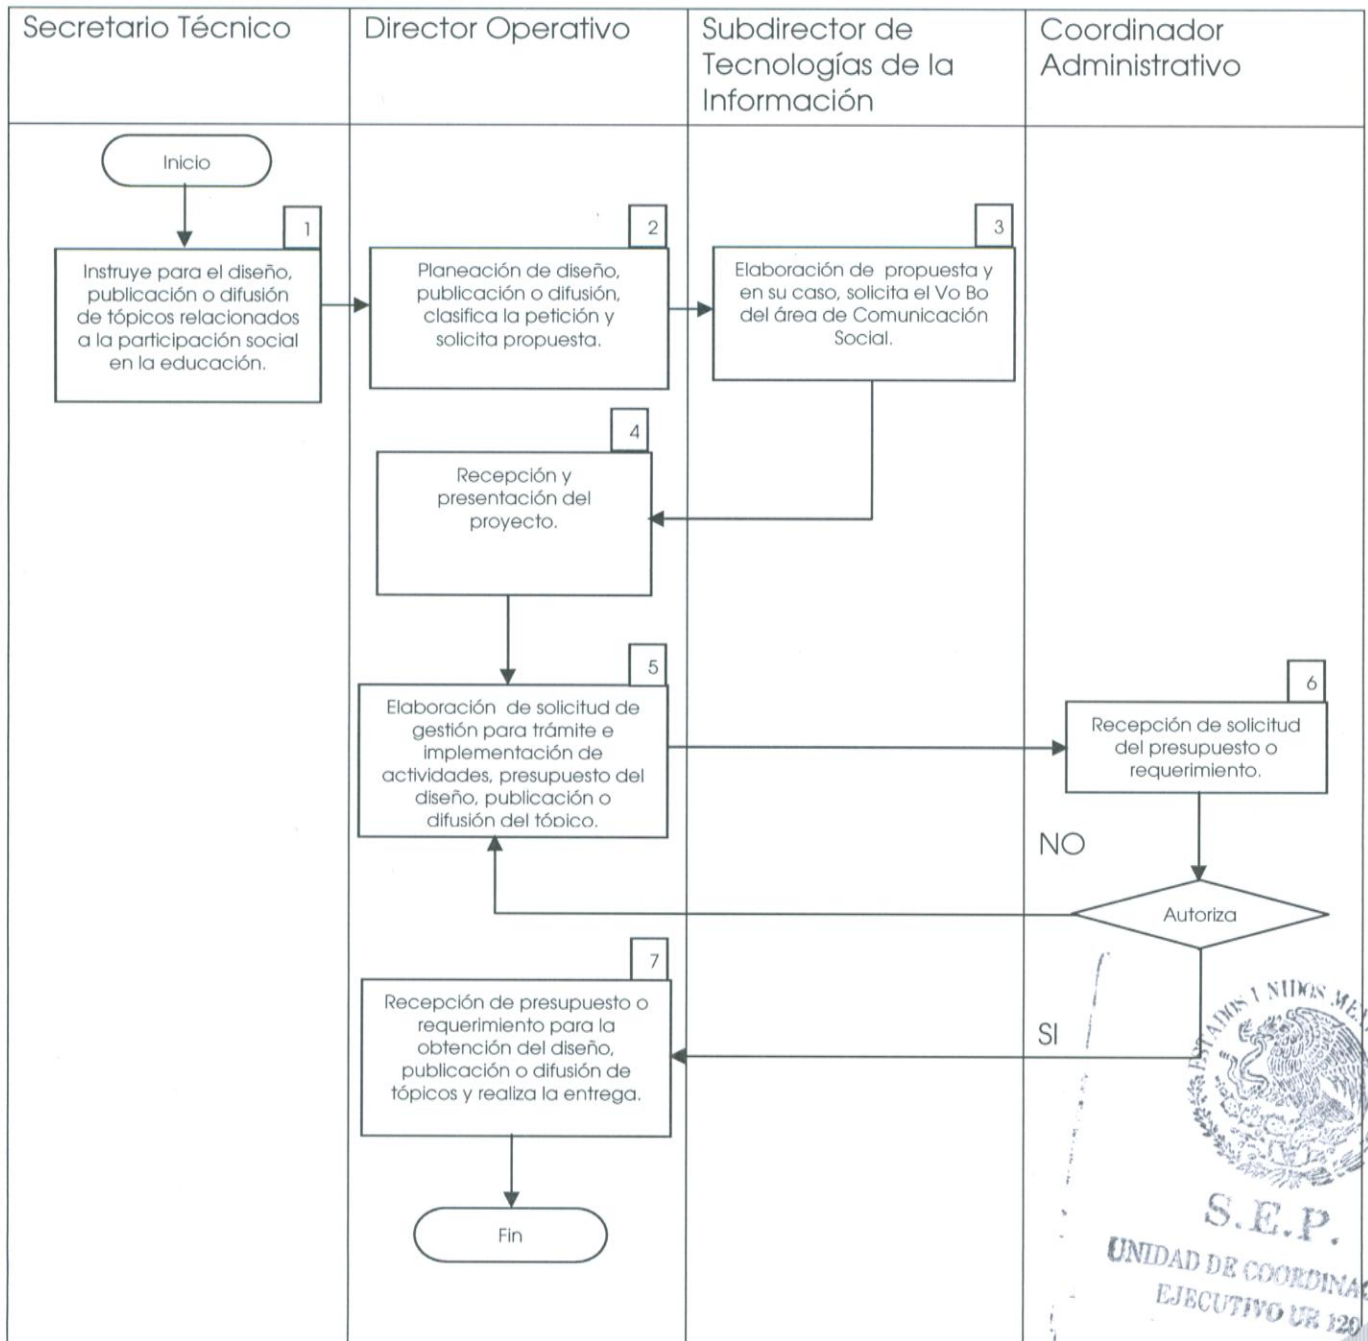 Secretario Técnico
Director Operativo
Subdirector de
Tecnologías de la
Información
Coordinador
Administrativo
Inicio
1
Instruye para el diseño,
publicación o difusión
de tópicos relacionados
a la participación social
en la educación.
2
Planeación de diseño,
publicación o difusión,
clasifica la petición y
solicita propuesta.
3
Elaboración de propuesta y
en su caso, solicita el Vo Bo
del área de Comunicación
Social.
4
Recepción y
presentación del
proyecto.
5
Elaboración de solicitud de
gestión para trámite e
implementación de
actividades, presupuesto del
diseño, publicación o
difusión del tópico.
6
Recepción de solicitud
del presupuesto o
requerimiento.
NO
Autoriza
7
Recepción de presupuesto o
requerimiento para la
obtención del diseño,
publicación o difusión de
tópicos y realiza la entrega.
SI
Fin
ESTADOS UNIDOS
S.E.P.
UNIDAD DE
EJECUTIVO UR 120